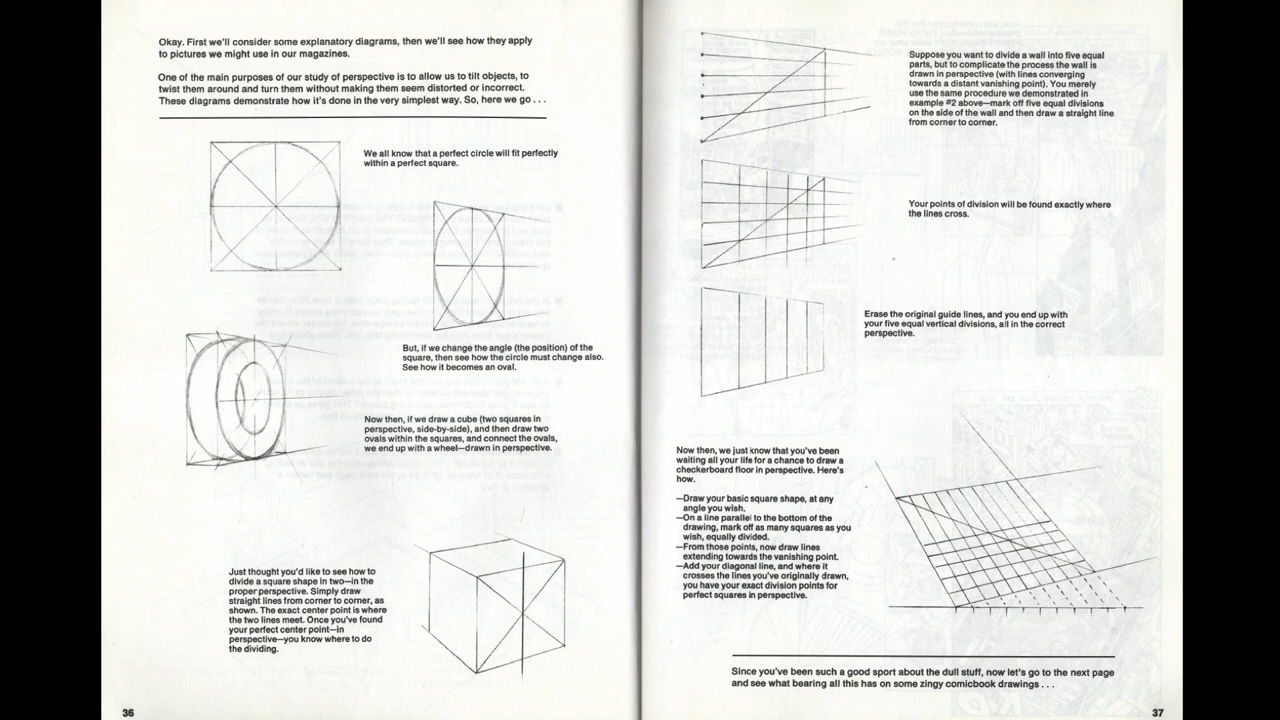 Okay. First we'll consider some explanatory diagrams, then we'll see how they apply
to pictures we might use in our magazines.
One of the main purposes of our study of perspective is to allow us to tilt objects, to
twist them around and turn them without making them seem distorted or incorrect.
These diagrams demonstrate how it's done in the very simplest way. So, here we go . . .
We all know that a perfect circle will fit perfectly
within a perfect square.
But, if we change the angle (the position) of the
square, then see how the circle must change also.
See how it becomes an oval.
Now then, if we draw a cube (two squares in
perspective, side-by-side), and then draw two
ovals within the squares, and connect the ovals,
we end up with a wheel—drawn in perspective.
Just thought you'd like to see how to
divide a square shape in two—in the
proper perspective. Simply draw
straight lines from corner to corner, as
shown. The exact center point is where
the two lines meet. Once you've found
your perfect center point—in
perspective—you know where to do
the dividing.
36
Suppose you want to divide a wall into five equal
parts, but to complicate the process the wall is
drawn in perspective (with lines converging
towards a distant vanishing point). You merely
use the same procedure we demonstrated in
example #2 above—mark off five equal divisions
on the side of the wall and then draw a straight line
from corner to corner.
Your points of division will be found exactly where
the lines cross.
Erase the original guide lines, and you end up with
your five equal vertical divisions, all in the correct
perspective.
Now then, we just know that you've been
waiting all your life for a chance to draw a
checkerboard floor in perspective. Here's
how.
—Draw your basic square shape, at any
angle you wish.
—On a line parallel to the bottom of the
drawing, mark off as many squares as you
wish, equally divided.
—From those points, now draw lines
extending towards the vanishing point.
—Add your diagonal line, and where it
crosses the lines you've originally drawn,
you have your exact division points for
perfect squares in perspective.
Since you've been such a good sport about the dull stuff, now let's go to the next page
and see what bearing all this has on some zingy comicbook drawings . . .
37